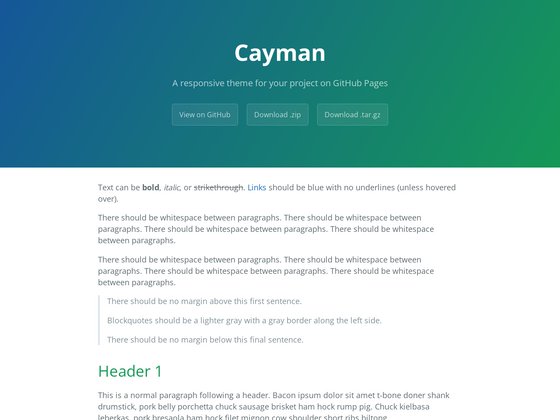 Cayman
A responsive theme for your project on GitHub Pages
View on GitHub
Download .zip
Download .tar.gz
Text can be bold, italic, or strikethrough. Links should be blue with no underlines (unless hovered
over).
There should be whitespace between paragraphs. There should be whitespace between
paragraphs. There should be whitespace between paragraphs. There should be whitespace
between paragraphs.
There should be whitespace between paragraphs. There should be whitespace between
paragraphs. There should be whitespace between paragraphs. There should be whitespace
between paragraphs.
There should be no margin above this first sentence.
Blockquotes should be a lighter gray with a gray border along the left side.
There should be no margin below this final sentence.
Header 1
This is a normal paragraph following a header. Bacon ipsum dolor sit amet t-bone doner shank
drumstick, pork belly porchetta chuck sausage brisket ham hock rump pig. Chuck kielbasa
leberkas, pork bresaola ham hock filet mignon cow shoulder short ribs biltong.